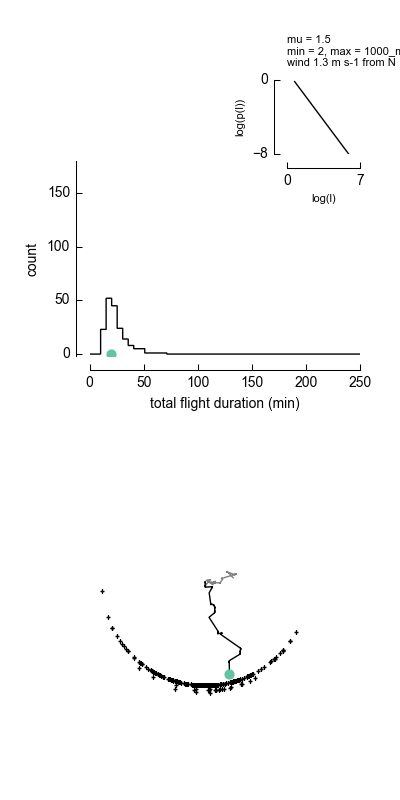 mu = 1.5
min = 2, max = 1000_m
wind 1.3 m s-1 from N
0
log(p(l))
−8
0
7
log(l)
150
100
count
50
0
0
50
100
150
200
250
total flight duration (min)